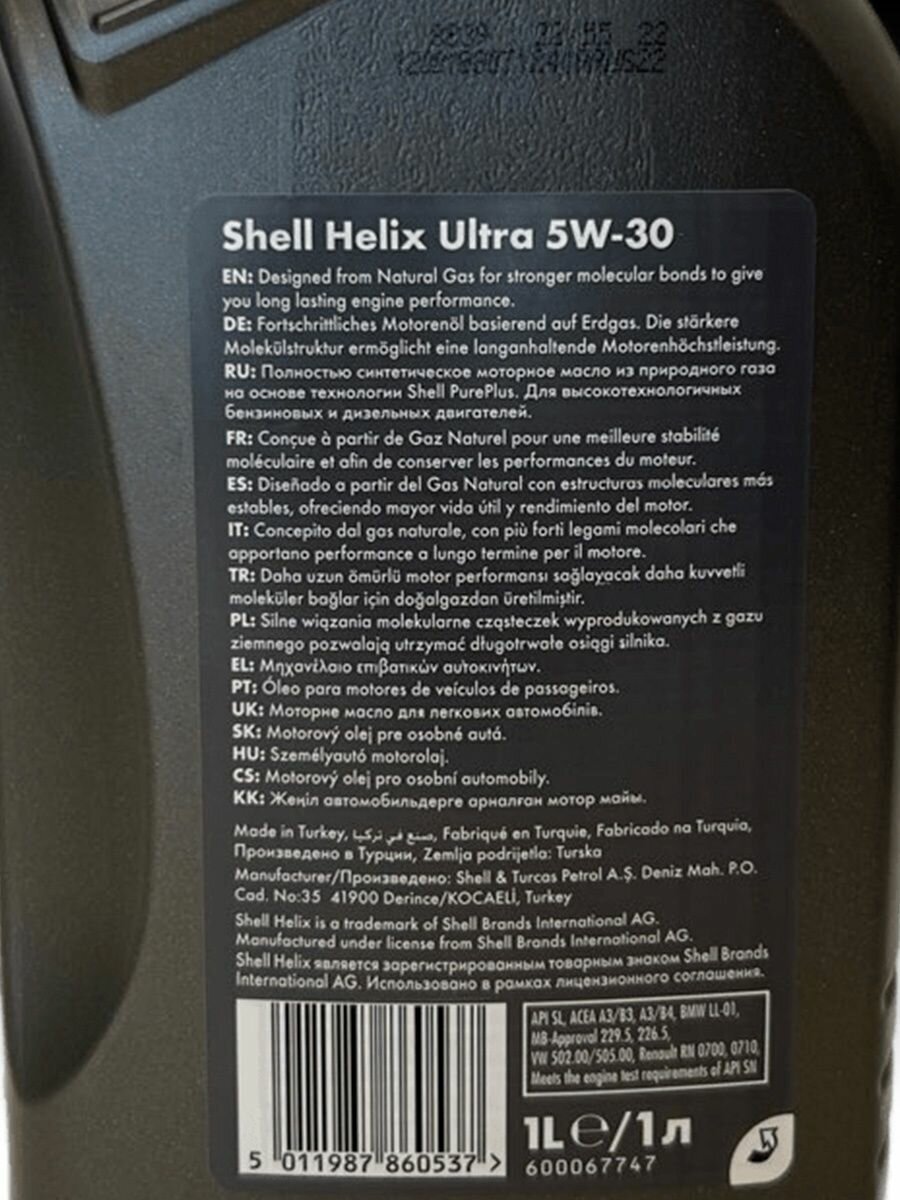 Shell Helix Ultra 5W-30
EN: Designed from Natural Gas for stronger molecular bonds to give
you long lasting engine performance.
DE: Fortschrittliches Motorenöl basierend auf Erdgas. Die stärkere
Molekülstruktur ermöglicht eine langanhaltende Motorenhöchstleistung.
RU: Полностью синтетическое моторное масло из природного газа
на основе технологии Shell PurePlus. Для высокотехнологичных
бензиновых и дизельных двигателей.
FR: Conçue à partir de Gaz Naturel pour une meilleure stabilité
moléculaire et afin de conserver les performances du moteur.
ES: Diseñado a partir del Gas Natural con estructuras moleculares más
estables, ofreciendo mayor vida útil y rendimiento del motor.
IT: Concepito dal gas naturale, con più forti legami molecolari che
apportano performance a lungo termine per il motore.
TR: Daha uzun ömürlü motor performansı sağlayacak daha kuvvetli
moleküler bağlar için doğalgazdan üretilmiştir.
PL: Silne wiązania molekularne cząsteczek wyprodukowanych z gazu
ziemnego pozwalają utrzymać długotrwałe osiągi silnika.
EL: Μηχανέλαιο επιβατικών αυτοκινήτων.
PT: Óleo para motores de veículos de passageiros.
UK: Моторне масло для легкових автомобілів.
SK: Motorový olej pre osobné autá.
HU: Személyautó motorolaj.
CS: Motorový olej pro osobní automobily.
KK: Жеңіл автомобильдерге арналған мотор майы.
Made in Turkey, صنع في تركيا, Fabriqué en Turquie, Fabricado na Turquia,
Произведено в Турции, Zemlja podrijetla: Turska
Manufacturer/Произведено: Shell & Turcas Petrol A.Ş. Deniz Mah. P.O.
Cad. No:35 41900 Derince/KOCAELİ, Turkey
Shell Helix is a trademark of Shell Brands International AG.
Manufactured under license from Shell Brands International AG.
Shell Helix является зарегистрированным товарным знаком Shell Brands
International AG. Использовано в рамках лицензионного соглашения.
API SL, ACEA A3/B3, A3/B4, BMW LL-01,
MB-Approval 229.5, 226.5,
VW 502.00/505.00, Renault RN 0700, 0710,
Meets the engine test requirements of API SN
1L℮/1л
5 011987 860537 >
600067747